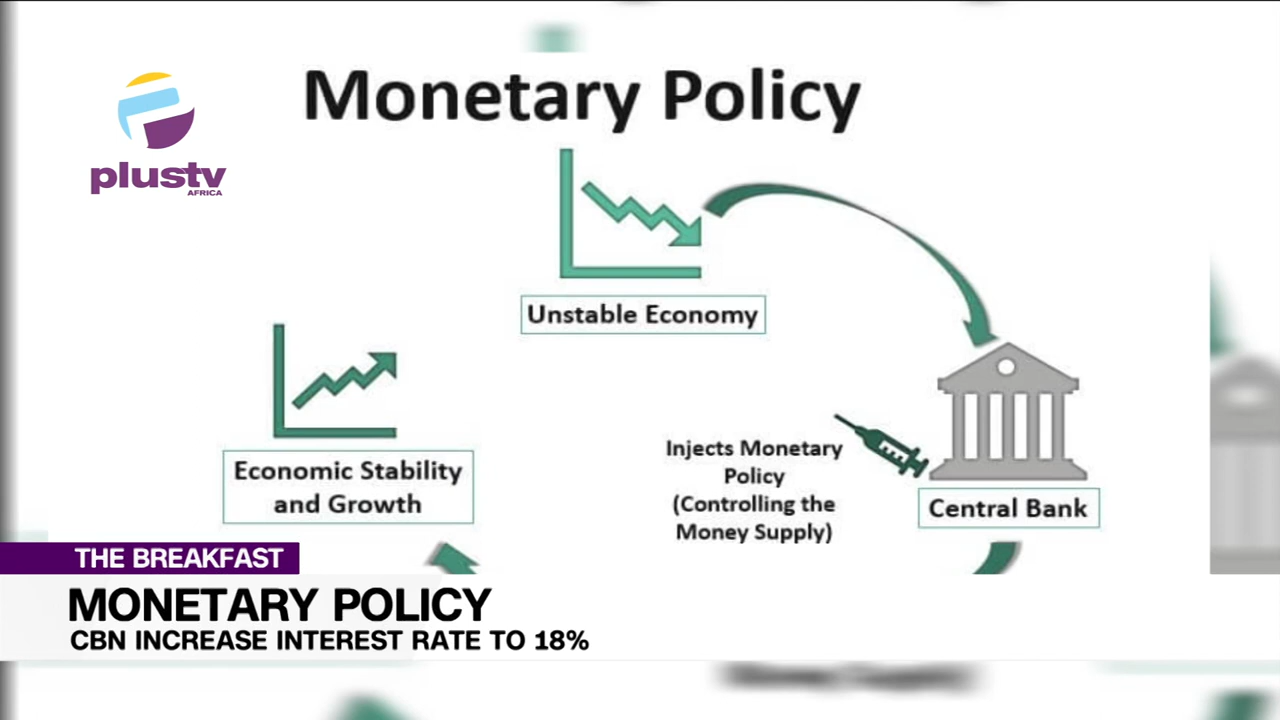 Monetary Policy
plustv
AFRICA
Unstable Economy
Economic Stability
and Growth
Injects Monetary
Policy
(Controlling the
Money Supply)
Central Bank
THE BREAKFAST
MONETARY POLICY
CBN INCREASE INTEREST RATE TO 18%